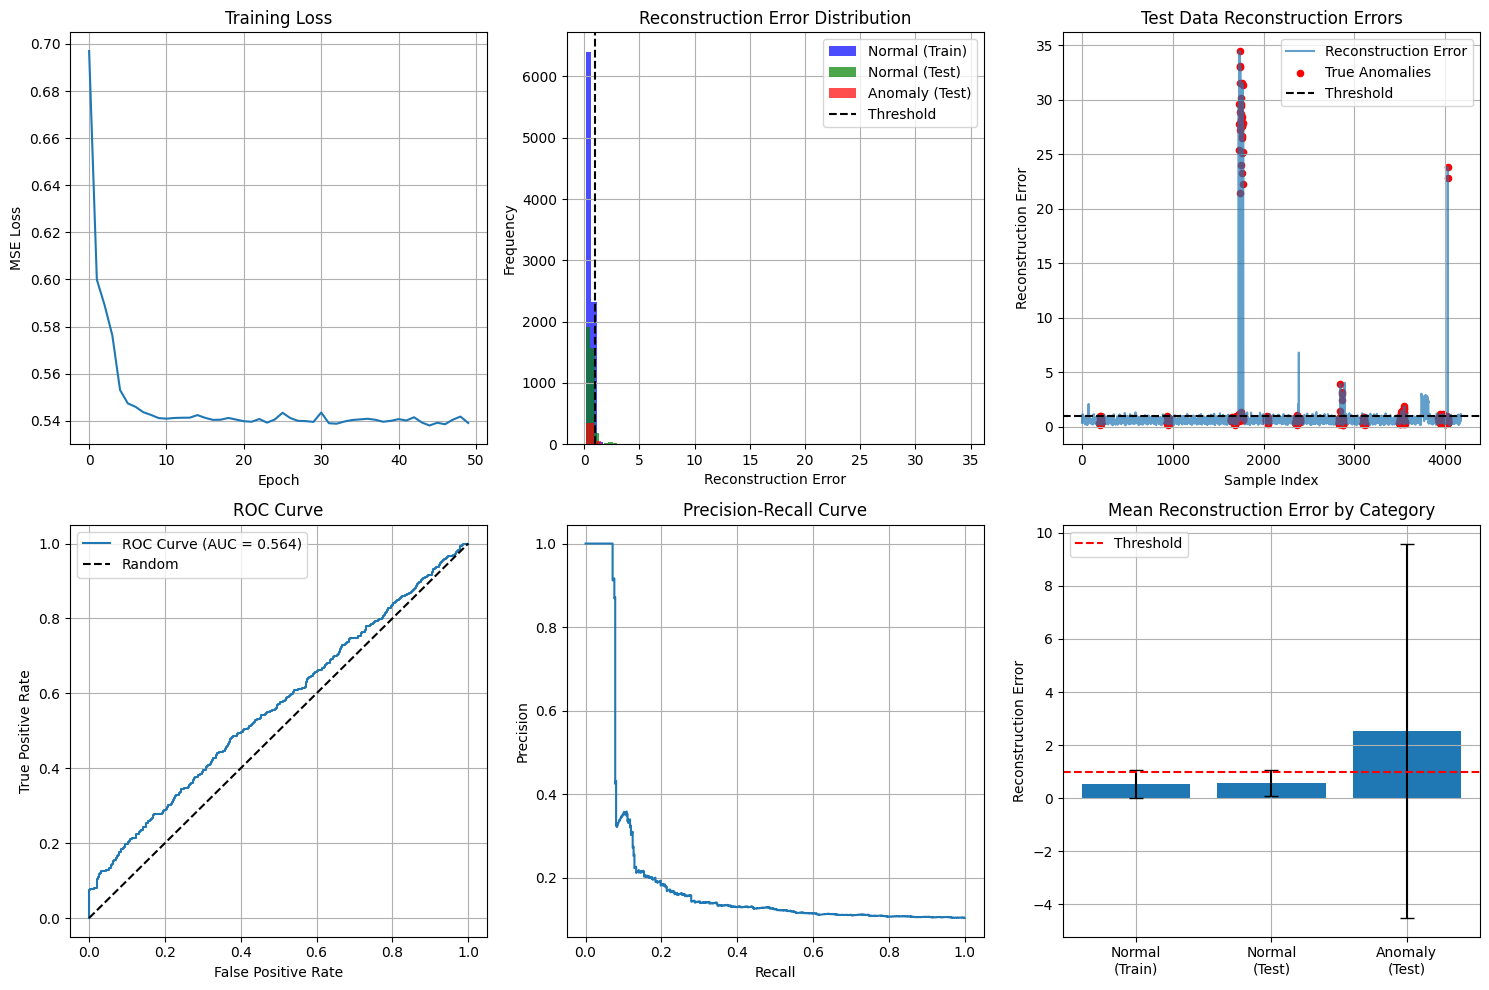 Training Loss
MSE Loss
0.70
0.68
0.66
0.64
0.62
0.60
0.58
0.56
0.54
0
10
20
30
40
50
Epoch
Reconstruction Error Distribution
Normal (Train)
Normal (Test)
Anomaly (Test)
Threshold
Frequency
6000
5000
4000
3000
2000
1000
0
0
5
10
15
20
25
30
35
Reconstruction Error
Test Data Reconstruction Errors
Reconstruction Error
True Anomalies
Threshold
Reconstruction Error
35
30
25
20
15
10
5
0
0
1000
2000
3000
4000
Sample Index
ROC Curve
ROC Curve (AUC = 0.564)
Random
True Positive Rate
1.0
0.8
0.6
0.4
0.2
0.0
0.0
0.2
0.4
0.6
0.8
1.0
False Positive Rate
Precision-Recall Curve
Precision
1.0
0.8
0.6
0.4
0.2
0.0
0.2
0.4
0.6
0.8
1.0
Recall
Mean Reconstruction Error by Category
Threshold
Reconstruction Error
10
8
6
4
2
0
−2
−4
Normal
(Train)
Normal
(Test)
Anomaly
(Test)